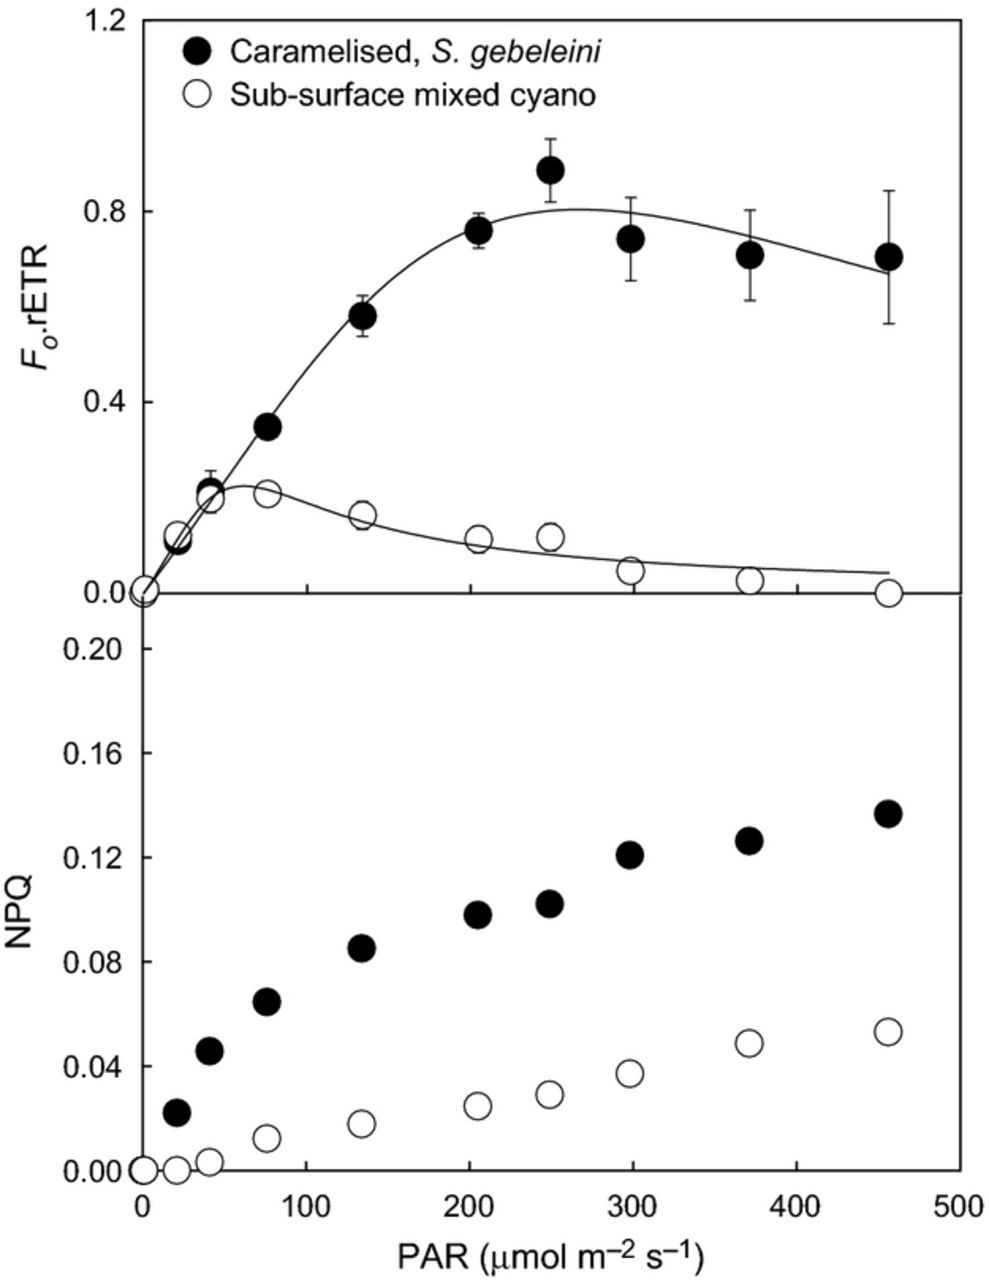 1.2
Caramelised, S. gebeleini
Sub-surface mixed cyano
0.8
Fo.rETR
0.4
0.0
0.20
0.16
0.12
NPQ
0.08
0.04
0.00
0 100 200 300 400 500
PAR (μmol m–2 s–1)